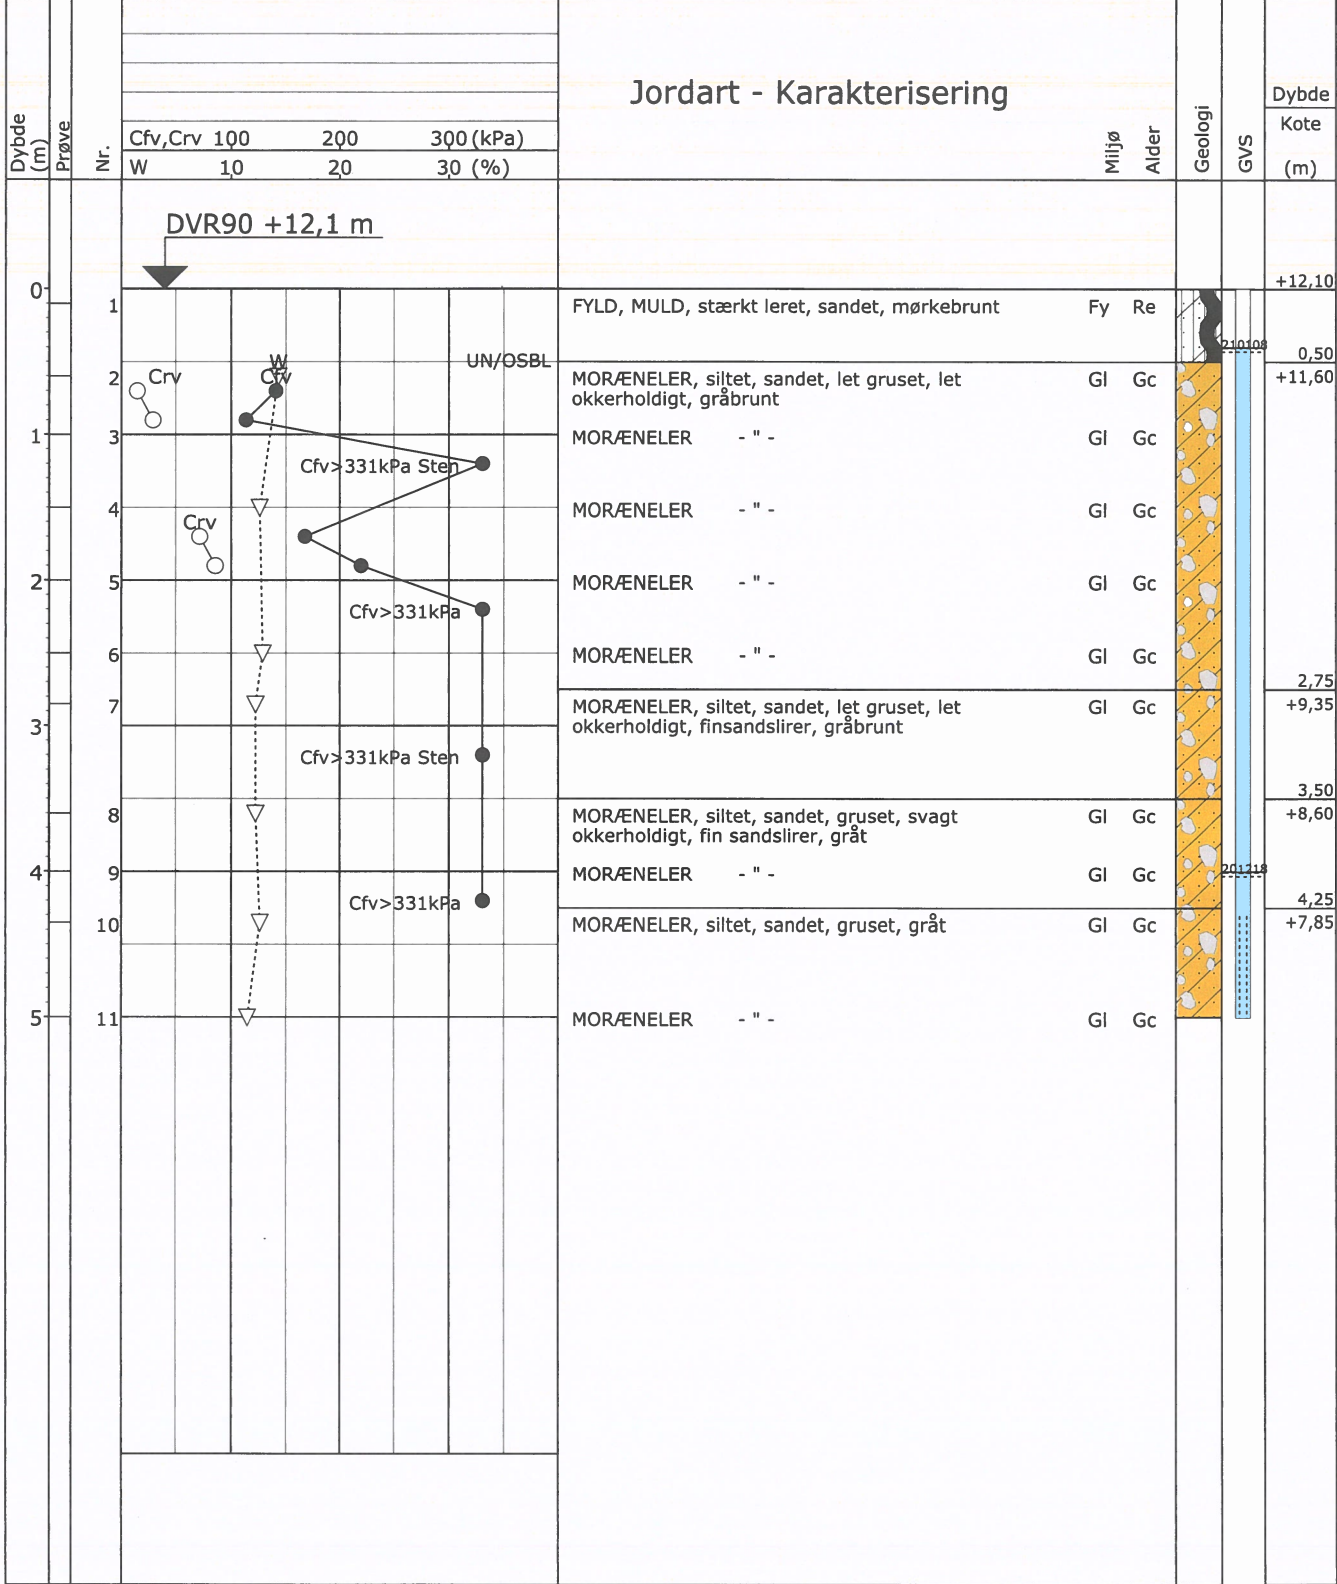 Jordart - Karakterisering
Dybde (m)
Prøve
Nr.
Cfv,Crv 100 200 300 (kPa)
W 10 20 30 (%)
Miljø
Alder
Geologi
GVS
Dybde
Kote
(m)
DVR90 +12,1 m
0
+12,10
1 FYLD, MULD, stærkt leret, sandet, mørkebrunt Fy Re
210108
W
UN/OSBL
0,50
Crv
Cfv
2 MORÆNELER, siltet, sandet, let gruset, let Gl Gc +11,60
okkerholdigt, gråbrunt
1 3 MORÆNELER - " - Gl Gc
Cfv>331kPa Sten
4 MORÆNELER - " - Gl Gc
Crv
2 5 MORÆNELER - " - Gl Gc
Cfv>331kPa
6 MORÆNELER - " - Gl Gc
2,75
7 MORÆNELER, siltet, sandet, let gruset, let Gl Gc +9,35
okkerholdigt, finsandslirer, gråbrunt
3
Cfv>331kPa Sten
3,50
8 MORÆNELER, siltet, sandet, gruset, svagt Gl Gc +8,60
okkerholdigt, fin sandslirer, gråt
4 9 MORÆNELER - " - Gl Gc
201218
Cfv>331kPa
4,25
10 MORÆNELER, siltet, sandet, gruset, gråt Gl Gc +7,85
5 11 MORÆNELER - " - Gl Gc